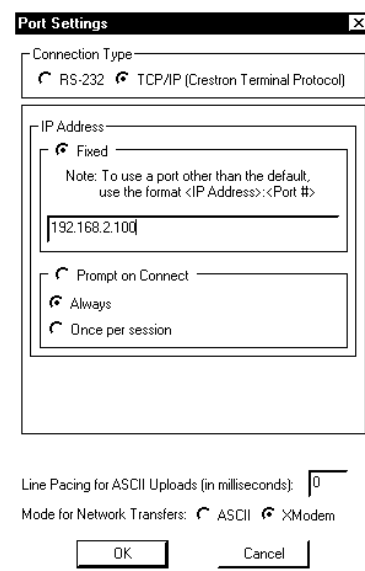 Port Settings
Connection Type
RS-232 TCP/IP (Crestron Terminal Protocol)
IP Address
Fixed
Note: To use a port other than the default,
use the format <IP Address>:<Port #>
192.168.2.100
Prompt on Connect
Always
Once per session
Line Pacing for ASCII Uploads (in milliseconds): 0
Mode for Network Transfers: ASCII XModem
OK Cancel